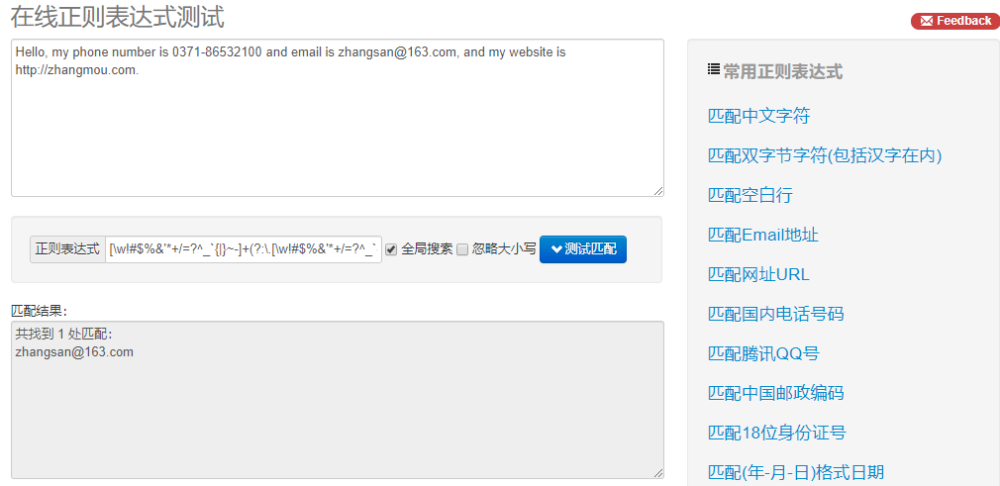 在线正则表达式测试
Feedback
Hello, my phone number is 0371-86532100 and email is zhangsan@163.com, and my website is
http://zhangmou.com.
正则表达式 [\w!#$%&'*+/=?^_`{|}~-]+(?:\.[\w!#$%&'*+/=?^_` 全局搜索 忽略大小写 测试匹配
匹配结果：
共找到 1 处匹配：
zhangsan@163.com
常用正则表达式
匹配中文字符
匹配双字节字符(包括汉字在内)
匹配空白行
匹配Email地址
匹配网址URL
匹配国内电话号码
匹配腾讯QQ号
匹配中国邮政编码
匹配18位身份证号
匹配(年-月-日)格式日期